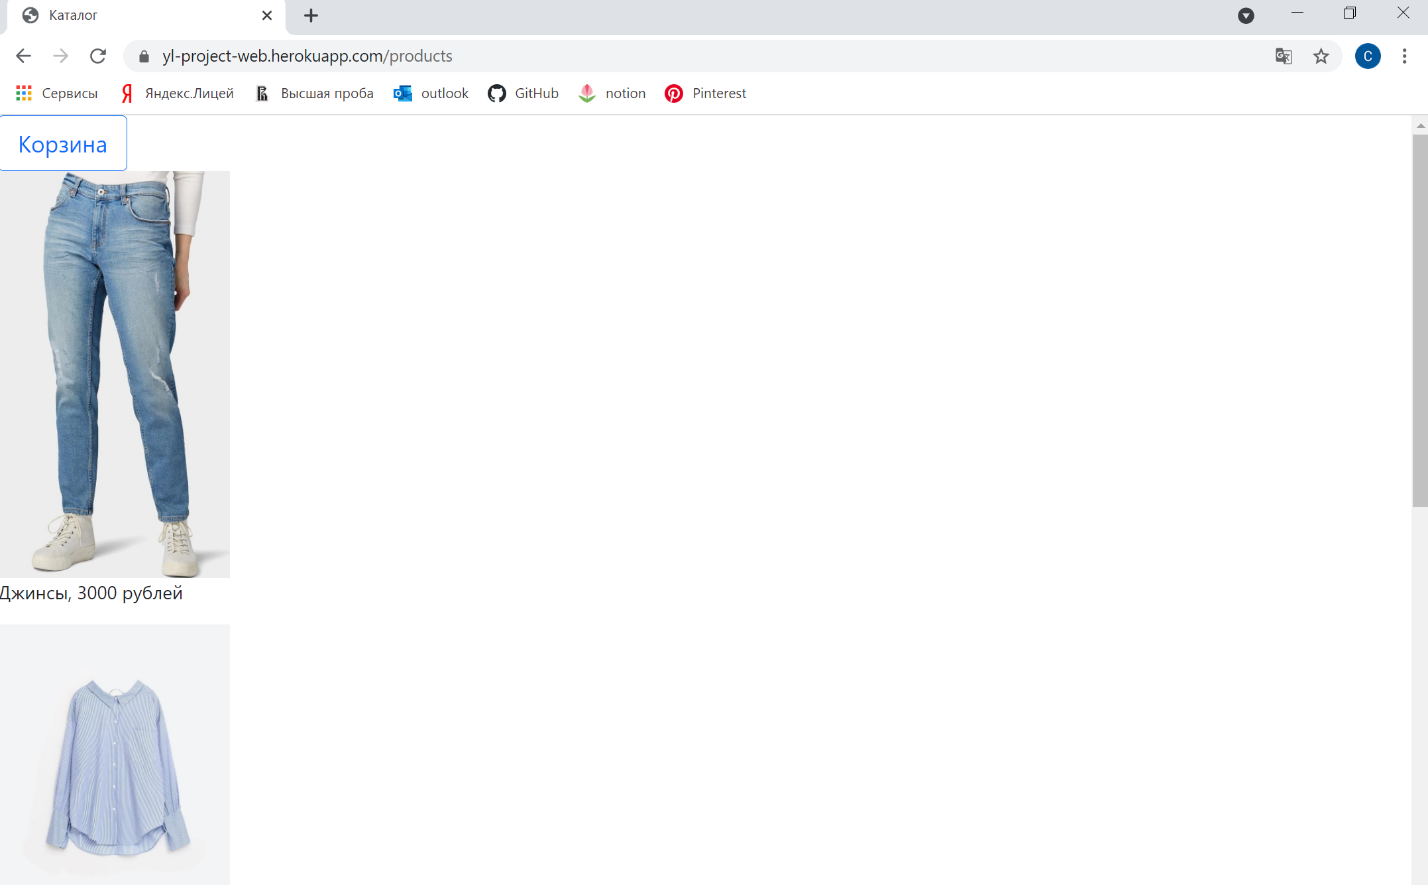 Каталог
yl-project-web.herokuapp.com/products
С
Сервисы Яндекс.Лицей Высшая проба outlook GitHub notion Pinterest
Корзина
Джинсы, 3000 рублей